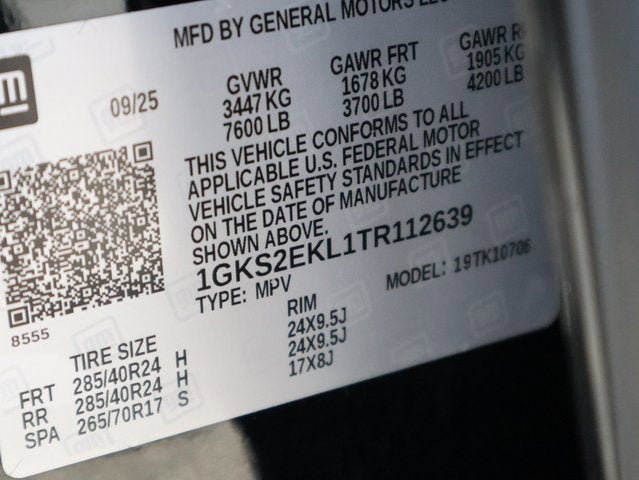 MFD BY GENERAL MOTORS LLC
gm
09/25
GVWR GAWR FRT GAWR R
3447 KG 1678 KG 1905 KG
7600 LB 3700 LB 4200 LB
THIS VEHICLE CONFORMS TO ALL
APPLICABLE U.S. FEDERAL MOTOR
VEHICLE SAFETY STANDARDS IN EFFECT
ON THE DATE OF MANUFACTURE
SHOWN ABOVE.
1GKS2EKL1TR112639
TYPE: MPV MODEL: 19TK10706
8555
TIRE SIZE RIM
FRT 285/40R24 H 24X9.5J
RR 285/40R24 H 24X9.5J
SPA 265/70R17 S 17X8J